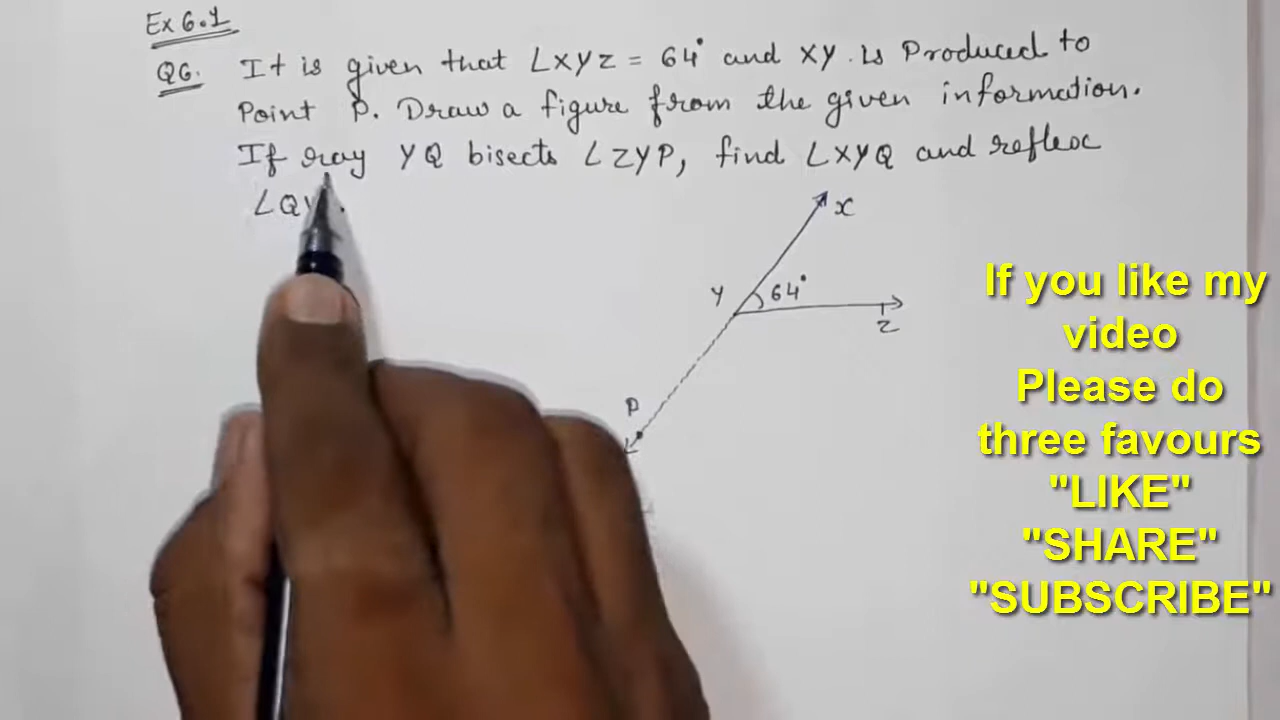 Ex 6.1
Q6. It is given that ∠XYZ = 64° and XY is Produced to
Point P. Draw a figure from the given information.
If ray YQ bisects ∠ZYP, find ∠XYQ and reflex
X
Y
64°
Z
P
If you like my
video
Please do
three favours
"LIKE"
"SHARE"
"SUBSCRIBE"